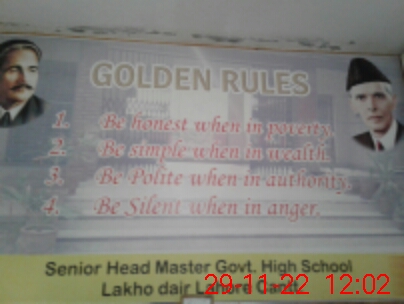 GOLDEN RULES
1. Be honest when in poverty.
2. Be simple when in wealth.
3. Be Polite when in authority.
4. Be Silent when in anger.
Senior Head Master Govt. High School
Lakho dair Lahore Cantt
29-11-22 12:02